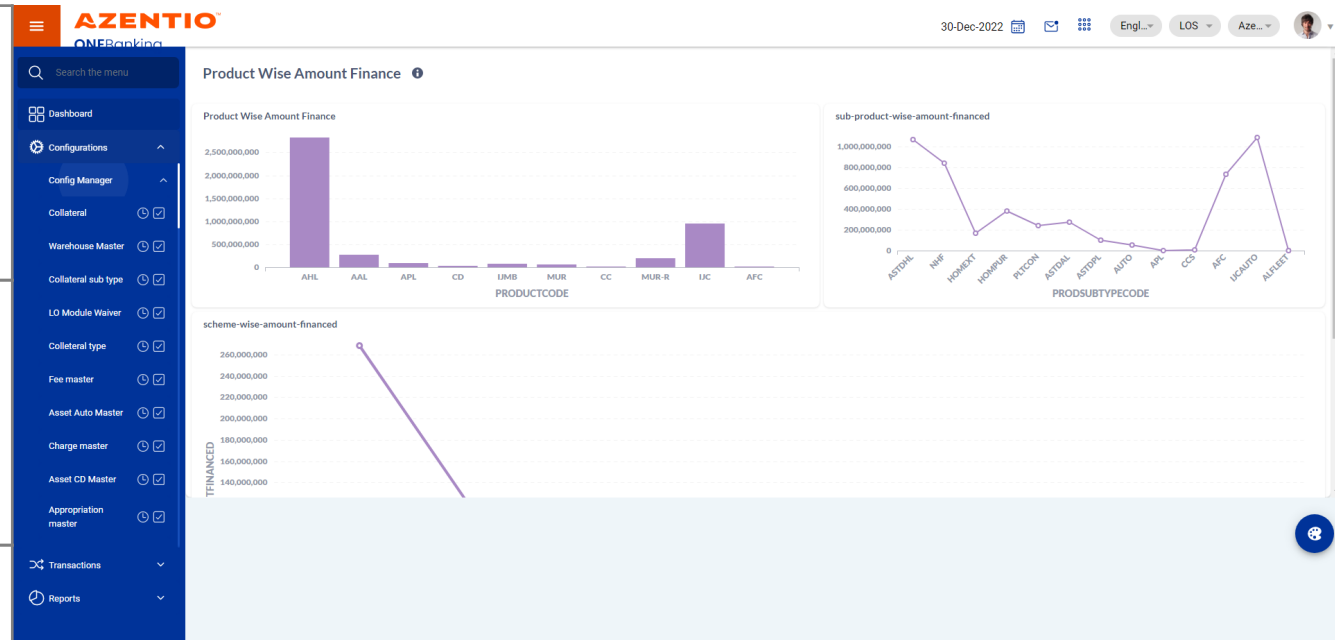 AZENTIO
ONEBanking
30-Dec-2022
Engl...
LOS
Aze...
Search the menu
Dashboard
Configurations
Config Manager
Collateral
Warehouse Master
Collateral sub type
LO Module Waiver
Colleteral type
Fee master
Asset Auto Master
Charge master
Asset CD Master
Appropriation
master
Transactions
Reports
Product Wise Amount Finance
Product Wise Amount Finance
2,500,000,000
2,000,000,000
1,500,000,000
1,000,000,000
500,000,000
0
AHL AAL APL CD IJMB MUR CC MUR-R IJC AFC
PRODUCTCODE
sub-product-wise-amount-financed
1,000,000,000
800,000,000
600,000,000
400,000,000
200,000,000
0
ASTDHL NHF HOMEXT HOMPUR PLTCON ASTDAL ASTDPL AUTO APL CCS AFC IJCAUTO ALFLEET
PRODSUBTYPECODE
scheme-wise-amount-financed
260,000,000
240,000,000
220,000,000
200,000,000
180,000,000
160,000,000
140,000,000
TFINANCED